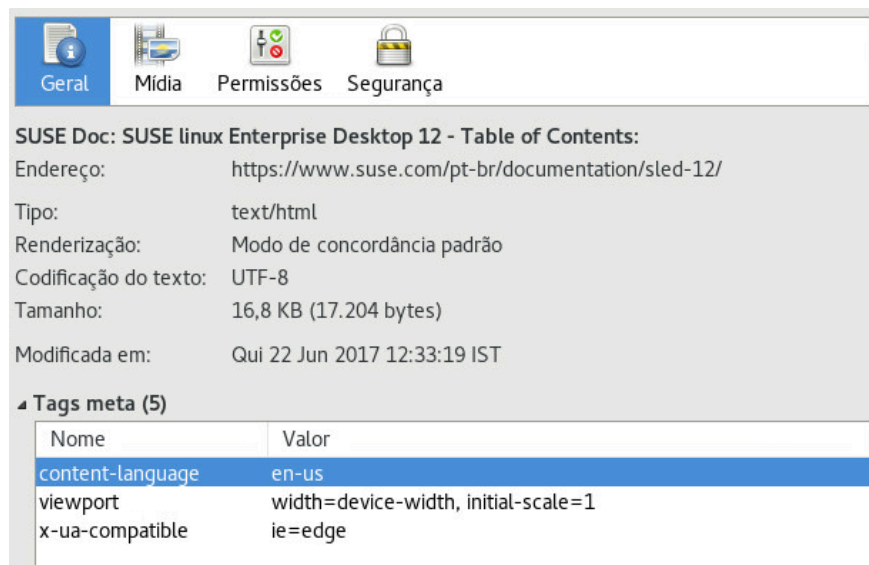 Geral Mídia Permissões Segurança
SUSE Doc: SUSE linux Enterprise Desktop 12 - Table of Contents:
Endereço: https://www.suse.com/pt-br/documentation/sled-12/
Tipo: text/html
Renderização: Modo de concordância padrão
Codificação do texto: UTF-8
Tamanho: 16,8 KB (17.204 bytes)
Modificada em: Qui 22 Jun 2017 12:33:19 IST
Tags meta (5)
Nome Valor
content-language en-us
viewport width=device-width, initial-scale=1
x-ua-compatible ie=edge